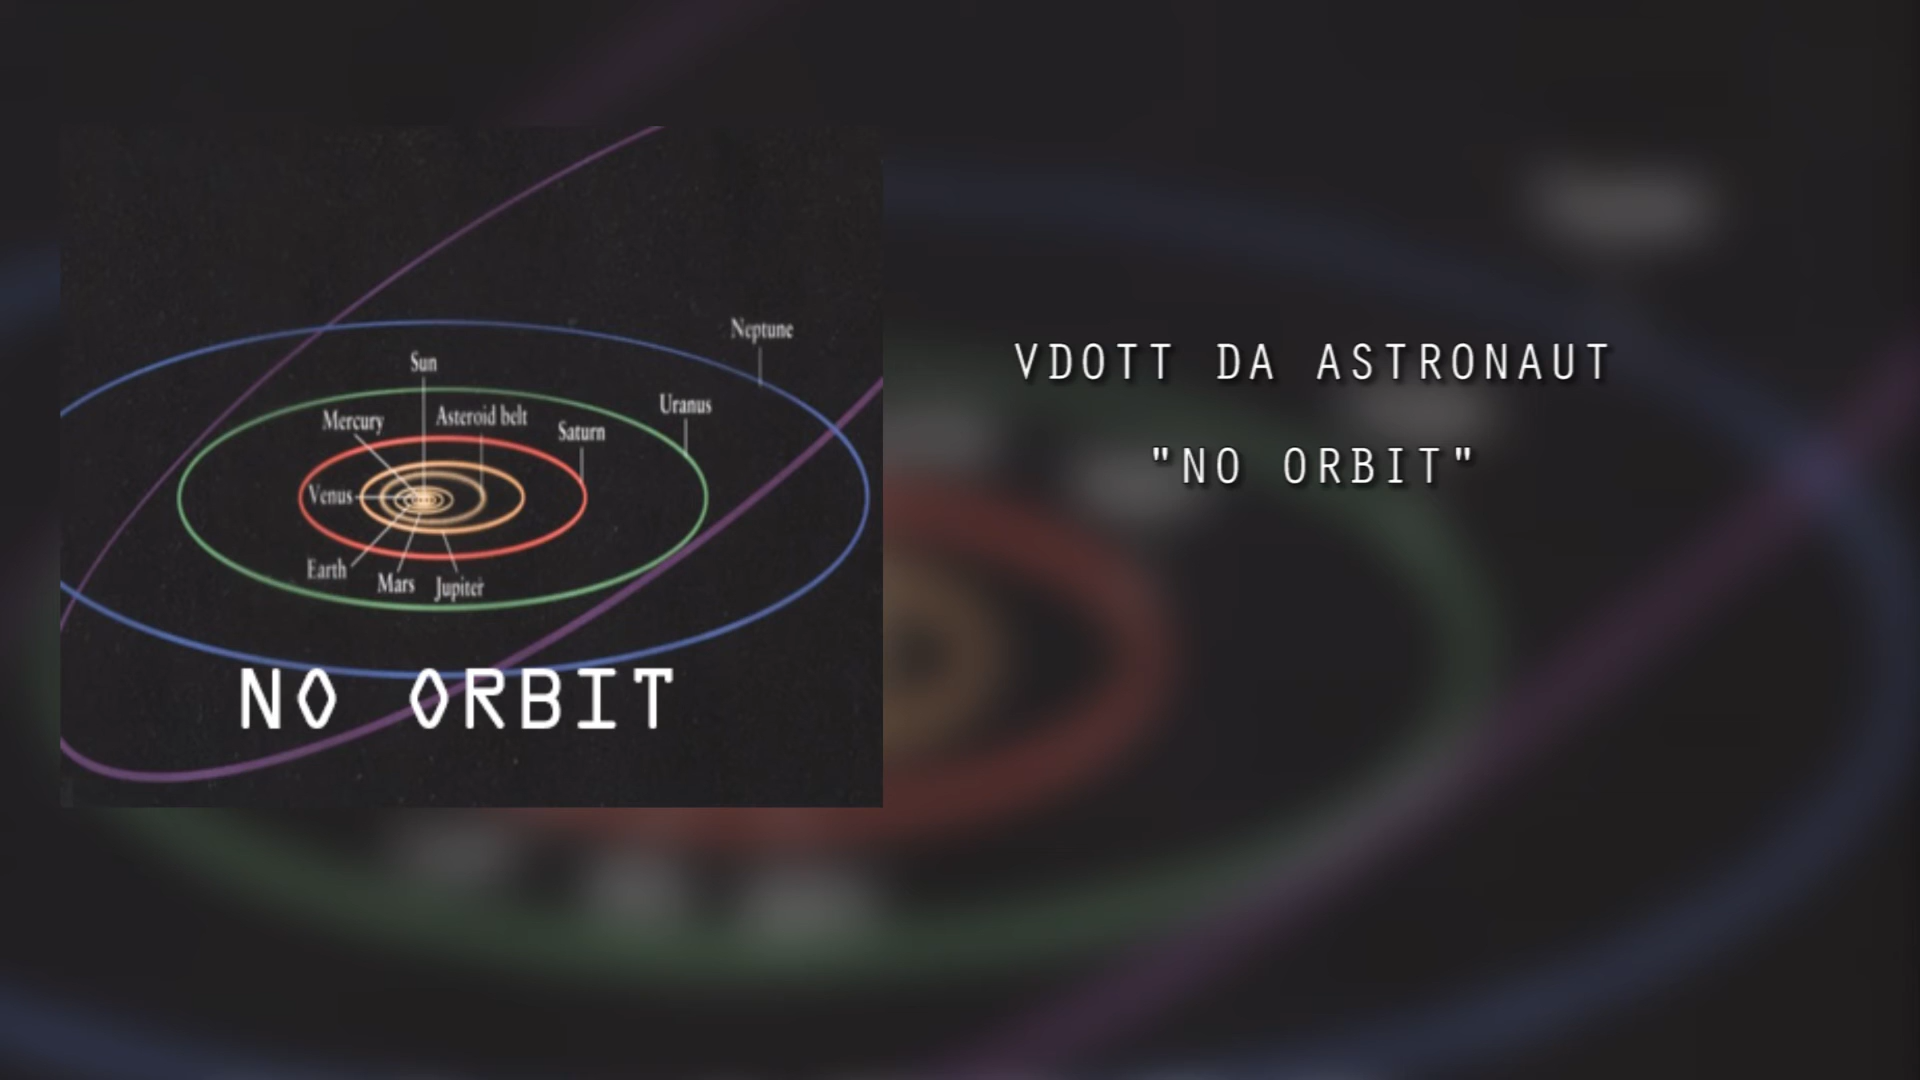 Neptune
Sun
Uranus
Mercury
Asteroid belt
Saturn
Venus
Earth
Mars
Jupiter
NO ORBIT
VDOTT DA ASTRONAUT
"NO ORBIT"